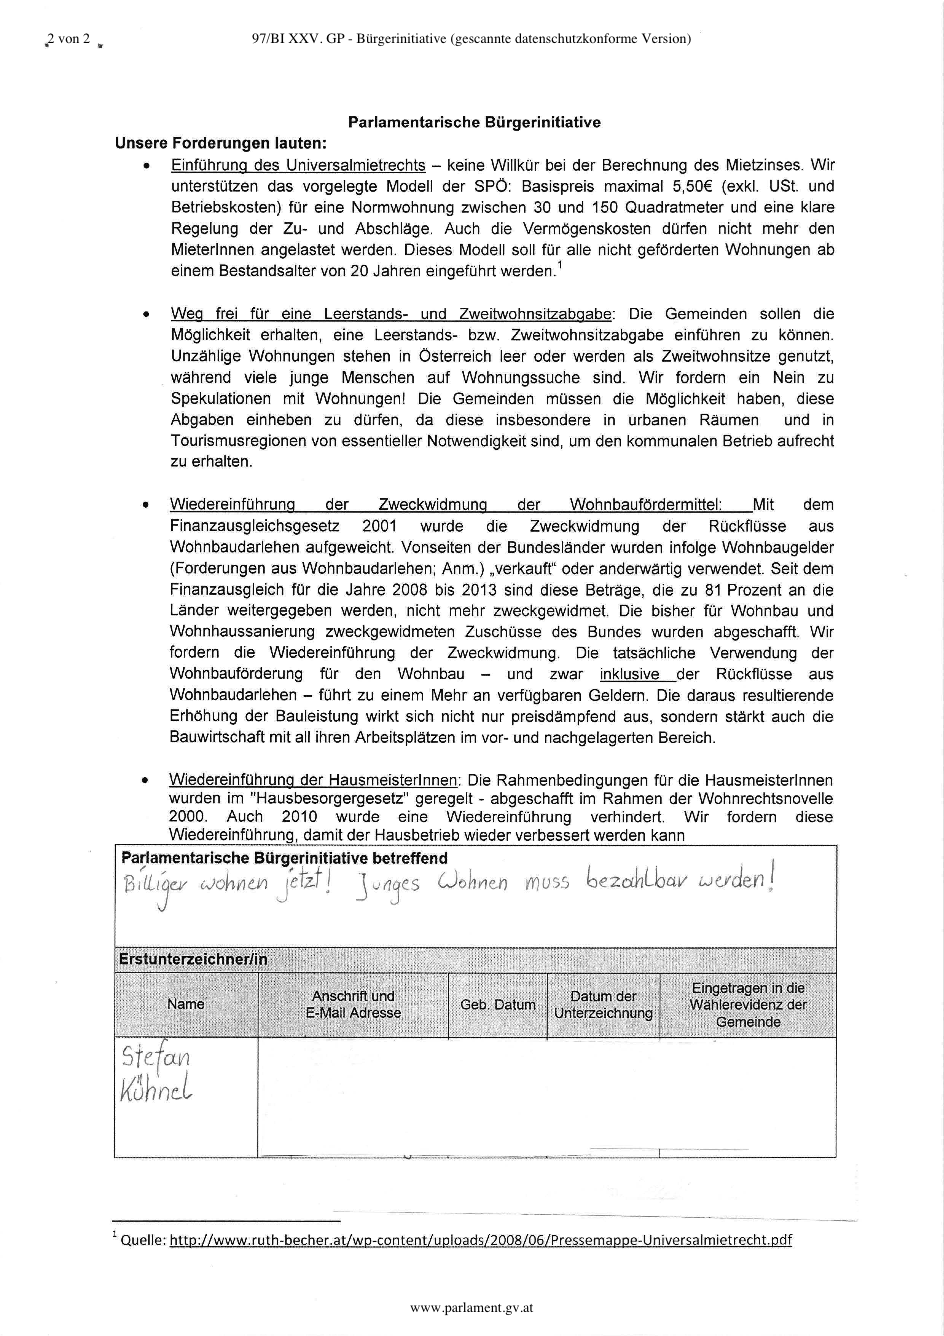 2 von 2
97/BI XXV. GP - Bürgerinitiative (gescannte datenschutzkonforme Version)
Parlamentarische Bürgerinitiative
Unsere Forderungen lauten:
• Einführung des Universalmietrechts – keine Willkür bei der Berechnung des Mietzinses. Wir
unterstützen das vorgelegte Modell der SPÖ: Basispreis maximal 5,50€ (exkl. USt. und
Betriebskosten) für eine Normwohnung zwischen 30 und 150 Quadratmeter und eine klare
Regelung der Zu- und Abschläge. Auch die Vermögenskosten dürfen nicht mehr den
MieterInnen angelastet werden. Dieses Modell soll für alle nicht geförderten Wohnungen ab
einem Bestandsalter von 20 Jahren eingeführt werden.¹
• Weg frei für eine Leerstands- und Zweitwohnsitzabgabe: Die Gemeinden sollen die
Möglichkeit erhalten, eine Leerstands- bzw. Zweitwohnsitzabgabe einführen zu können.
Unzählige Wohnungen stehen in Österreich leer oder werden als Zweitwohnsitze genutzt,
während viele junge Menschen auf Wohnungssuche sind. Wir fordern ein Nein zu
Spekulationen mit Wohnungen! Die Gemeinden müssen die Möglichkeit haben, diese
Abgaben einheben zu dürfen, da diese insbesondere in urbanen Räumen und in
Tourismusregionen von essentieller Notwendigkeit sind, um den kommunalen Betrieb aufrecht
zu erhalten.
• Wiedereinführung der Zweckwidmung der Wohnbaufördermittel: Mit dem
Finanzausgleichsgesetz 2001 wurde die Zweckwidmung der Rückflüsse aus
Wohnbaudarlehen aufgeweicht. Vonseiten der Bundesländer wurden infolge Wohnbaugelder
(Forderungen aus Wohnbaudarlehen; Anm.) „verkauft“ oder anderwärtig verwendet. Seit dem
Finanzausgleich für die Jahre 2008 bis 2013 sind diese Beträge, die zu 81 Prozent an die
Länder weitergegeben werden, nicht mehr zweckgewidmet. Die bisher für Wohnbau und
Wohnhaussanierung zweckgewidmeten Zuschüsse des Bundes wurden abgeschafft. Wir
fordern die Wiedereinführung der Zweckwidmung. Die tatsächliche Verwendung der
Wohnbauförderung für den Wohnbau – und zwar inklusive der Rückflüsse aus
Wohnbaudarlehen – führt zu einem Mehr an verfügbaren Geldern. Die daraus resultierende
Erhöhung der Bauleistung wirkt sich nicht nur preisdämpfend aus, sondern stärkt auch die
Bauwirtschaft mit all ihren Arbeitsplätzen im vor- und nachgelagerten Bereich.
• Wiedereinführung der HausmeisterInnen: Die Rahmenbedingungen für die HausmeisterInnen
wurden im "Hausbesorgergesetz" geregelt - abgeschafft im Rahmen der Wohnrechtsnovelle
2000. Auch 2010 wurde eine Wiedereinführung verhindert. Wir fordern diese
Wiedereinführung, damit der Hausbetrieb wieder verbessert werden kann
Parlamentarische Bürgerinitiative betreffend
Billiger wohnen jetzt! Junges Wohnen muss bezahlbar werden!
Erstunterzeichner/in
Name
Anschrift und
E-Mail Adresse
Geb. Datum
Datum der
Unterzeichnung
Eingetragen in die
Wählerevidenz der
Gemeinde
Stefan
Kühnel
¹ Quelle: http://www.ruth-becher.at/wp-content/uploads/2008/06/Pressemappe-Universalmietrecht.pdf
www.parlament.gv.at